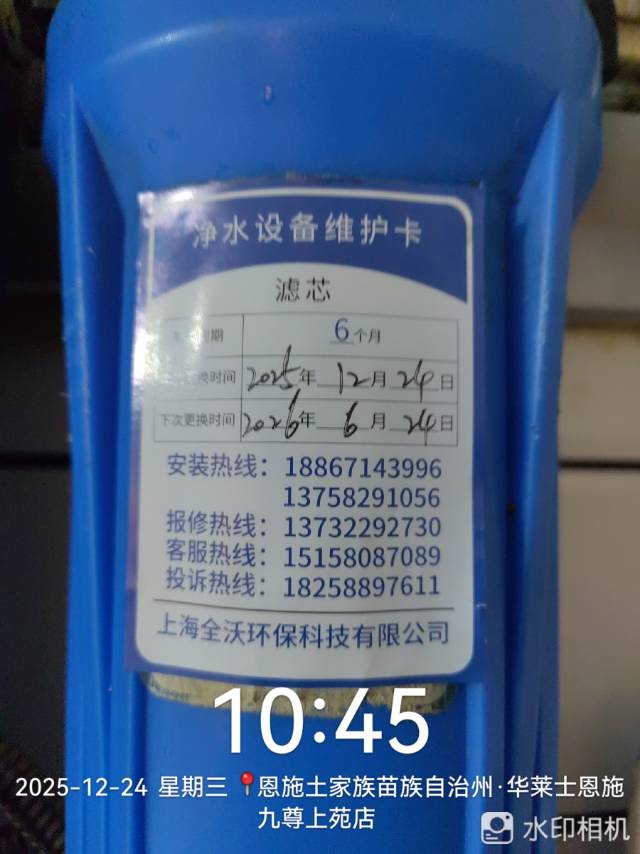 净水设备维护卡
滤芯
期 6个月
换时间 2025年 12月 24日
下次更换时间 2026年 6月 24日
安装热线：18867143996
13758291056
报修热线：13732292730
客服热线：15158087089
投诉热线：18258897611
上海全沃环保科技有限公司
10:45
2025-12-24 星期三 📍恩施土家族苗族自治州·华莱士恩施
九尊上苑店
水印相机